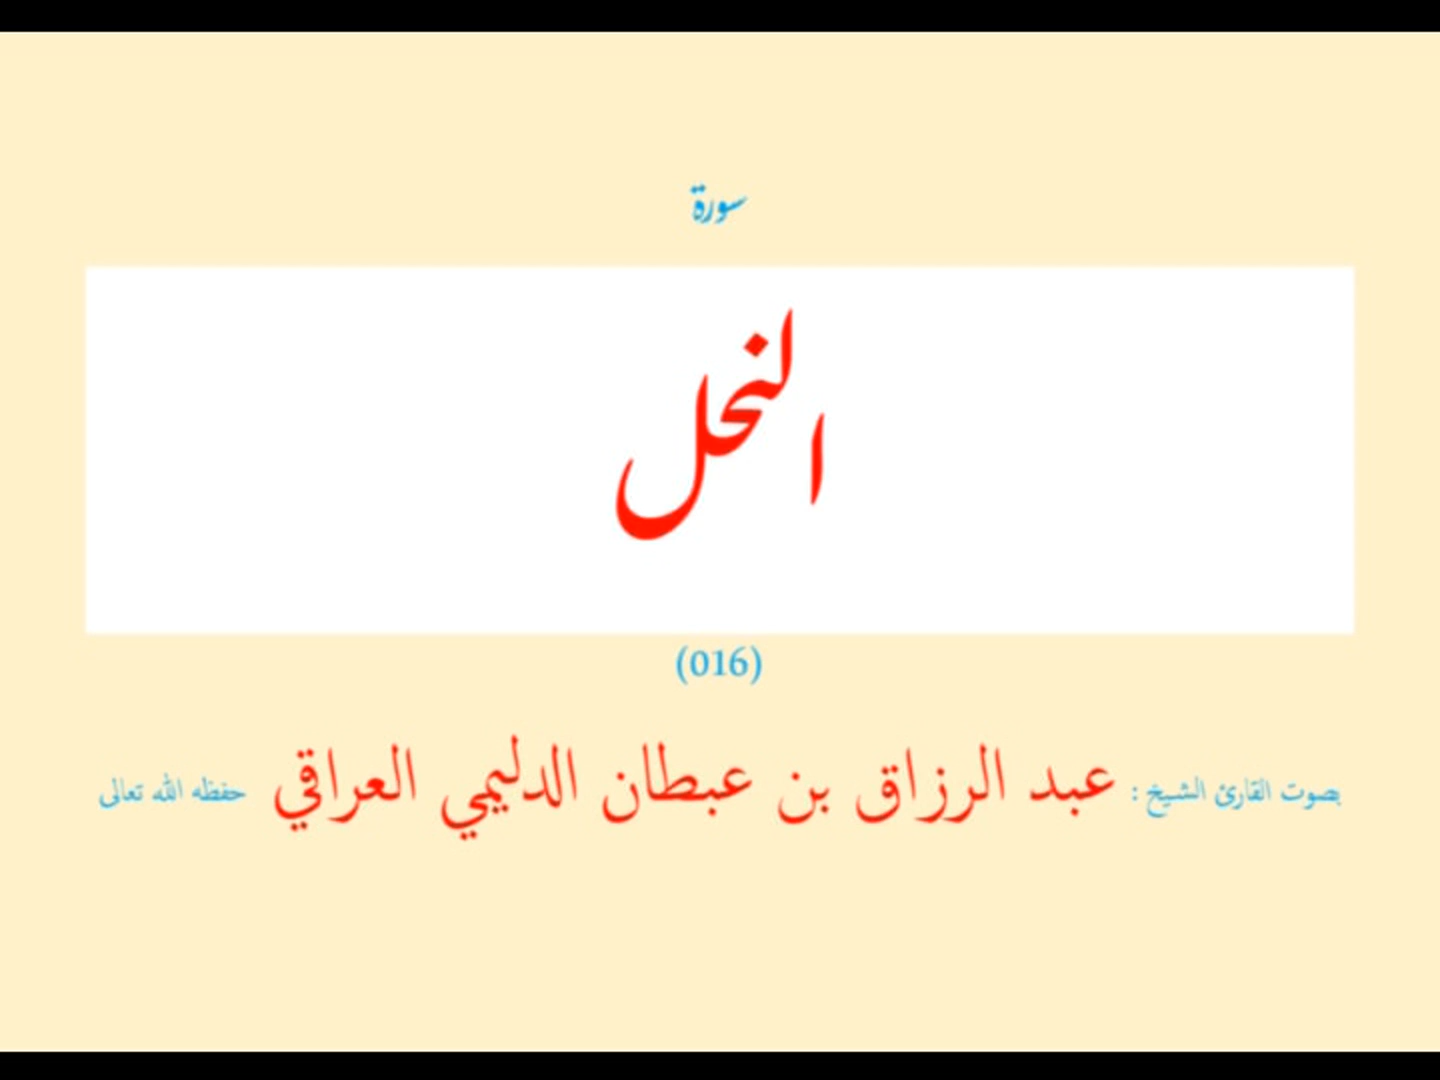 سورة
النحل
(016)
بصوت القارئ الشيخ : عبد الرزاق بن عبطان الدليمي العراقي حفظه الله تعالى